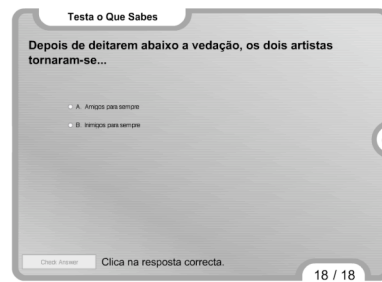 Testa o Que Sabes
Depois de deitarem abaixo a vedação, os dois artistas
tornaram-se...
A. Amigos para sempre
B. Inimigos para sempre
Check Answer
Clica na resposta correcta.
18 / 18